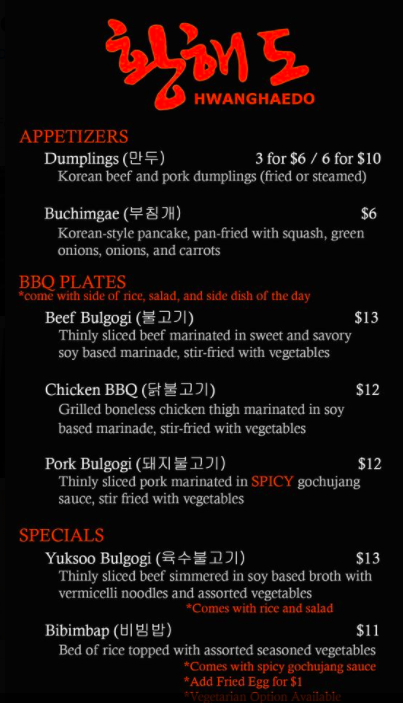 황해도
HWANGHAEDO
APPETIZERS
Dumplings (만두) 3 for $6 / 6 for $10
Korean beef and pork dumplings (fried or steamed)
Buchimgae (부침개) $6
Korean-style pancake, pan-fried with squash, green
onions, onions, and carrots
BBQ PLATES
*come with side of rice, salad, and side dish of the day
Beef Bulgogi (불고기) $13
Thinly sliced beef marinated in sweet and savory
soy based marinade, stir-fried with vegetables
Chicken BBQ (닭불고기) $12
Grilled boneless chicken thigh marinated in soy
based marinade, stir-fried with vegetables
Pork Bulgogi (돼지불고기) $12
Thinly sliced pork marinated in SPICY gochujang
sauce, stir fried with vegetables
SPECIALS
Yuksoo Bulgogi (육수불고기) $13
Thinly sliced beef simmered in soy based broth with
vermicelli noodles and assorted vegetables
*Comes with rice and salad
Bibimbap (비빔밥) $11
Bed of rice topped with assorted seasoned vegetables
*Comes with spicy gochujang sauce
*Add Fried Egg for $1
*Vegetarian Option Available